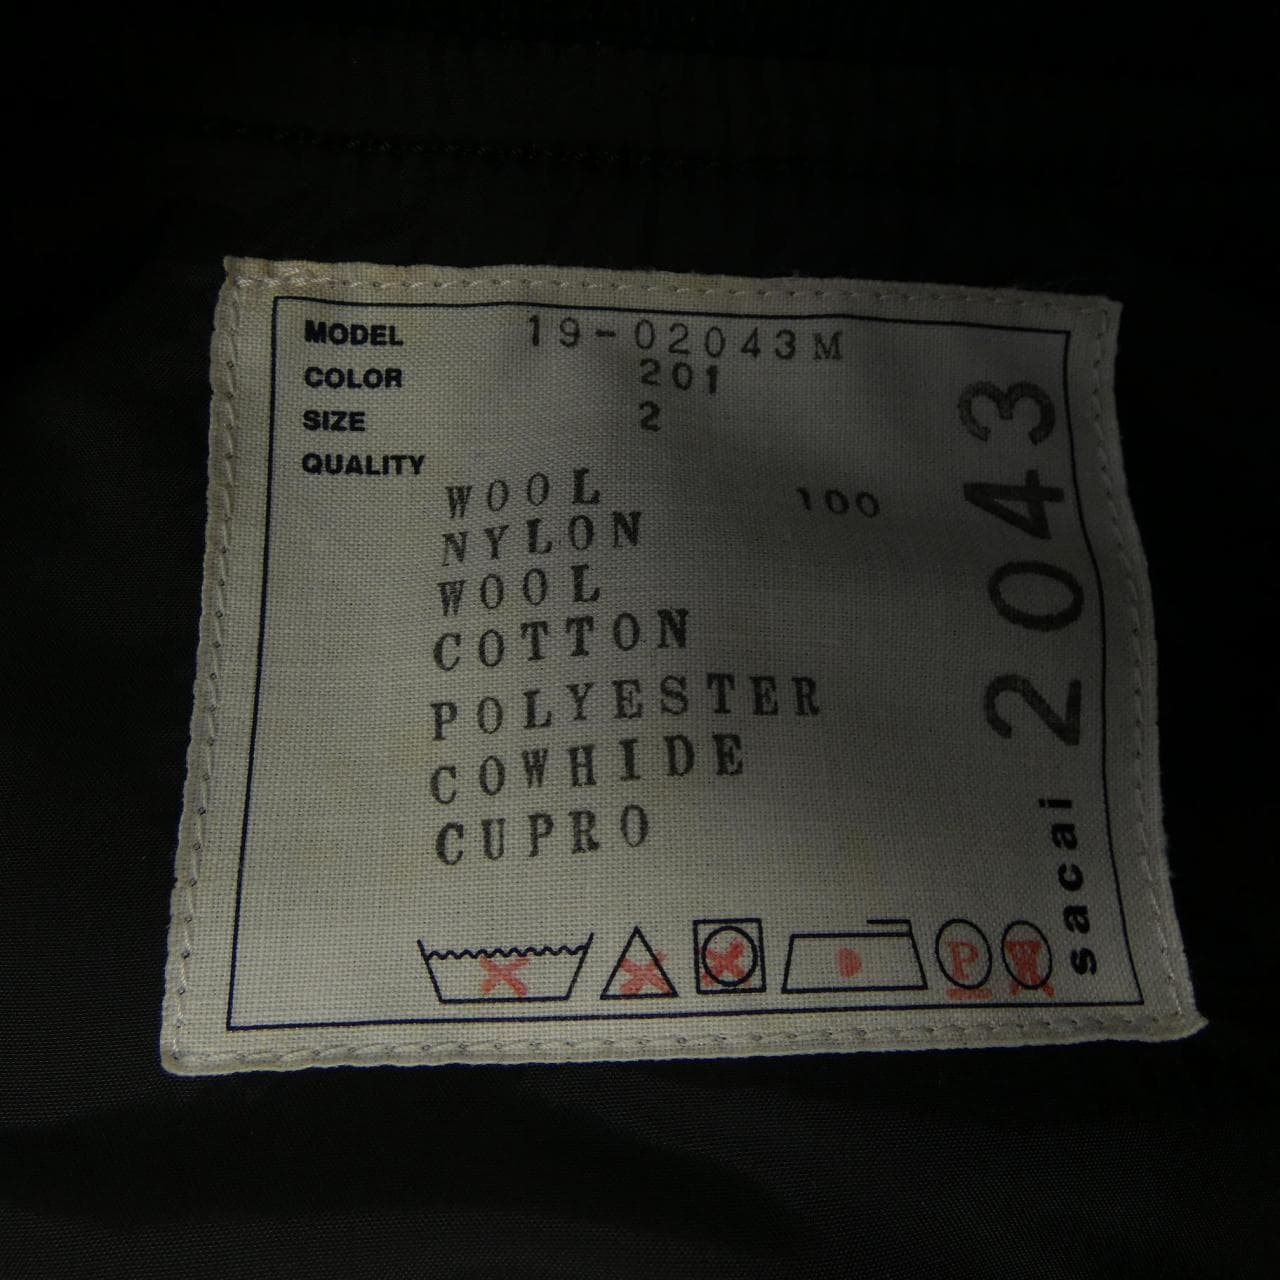 MODEL 19-02043M
COLOR 201
SIZE 2
QUALITY
WOOL 100
NYLON
WOOL
COTTON
POLYESTER
COWHIDE
CUPRO
P W
sacai 2043